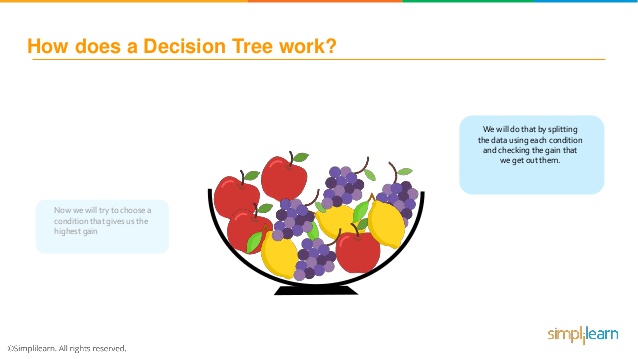 How does a Decision Tree work?
We will do that by splitting
the data using each condition
and checking the gain that
we get out them.
Now we will try to choose a
condition that gives us the
highest gain
simplilearn
©Simplilearn. All rights reserved.